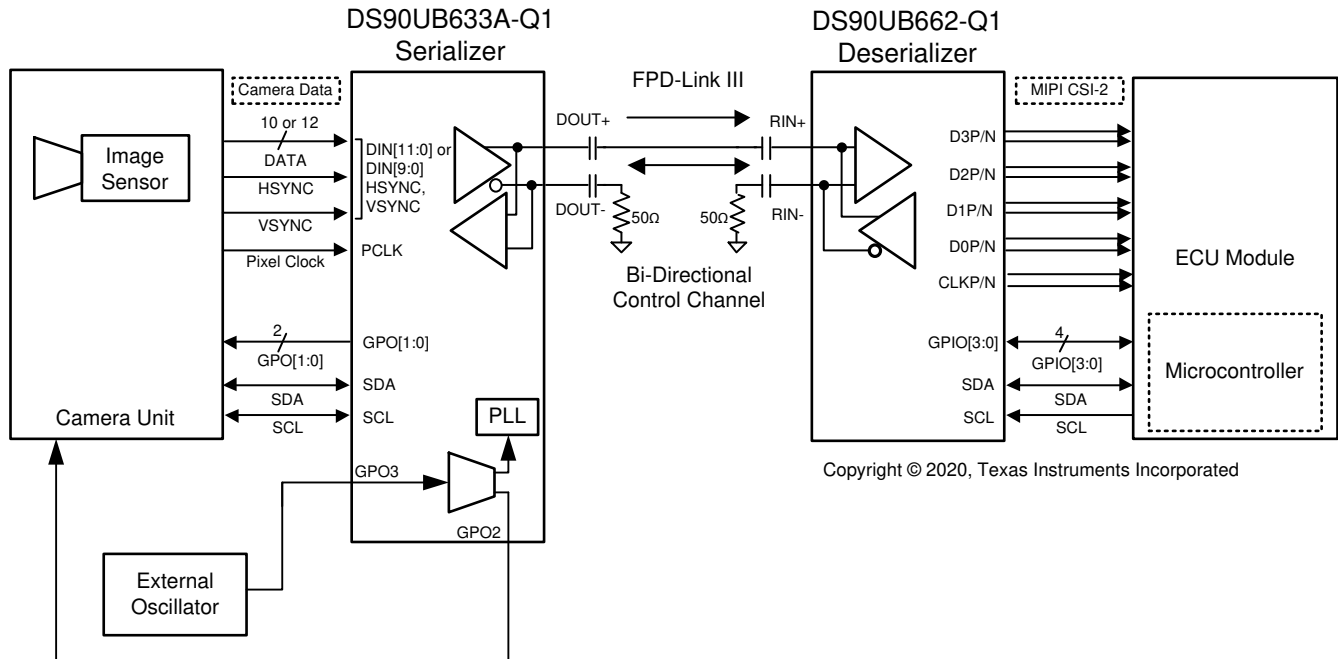 DS90UB633A-Q1
Serializer
DS90UB662-Q1
Deserializer
Camera Data
FPD-Link III
MIPI CSI-2
Image
Sensor
10 or 12
DATA
HSYNC
VSYNC
Pixel Clock
DIN[11:0] or
DIN[9:0]
HSYNC,
VSYNC
PCLK
DOUT+
DOUT-
50Ω
50Ω
RIN+
RIN-
Bi-Directional
Control Channel
D3P/N
D2P/N
D1P/N
D0P/N
CLKP/N
ECU Module
2
GPO[1:0]
GPO[1:0]
SDA
SDA
SCL
SCL
Camera Unit
PLL
GPIO[3:0]
4
GPIO[3:0]
SDA
SDA
SCL
SCL
Microcontroller
GPO3
GPO2
Copyright © 2020, Texas Instruments Incorporated
External
Oscillator